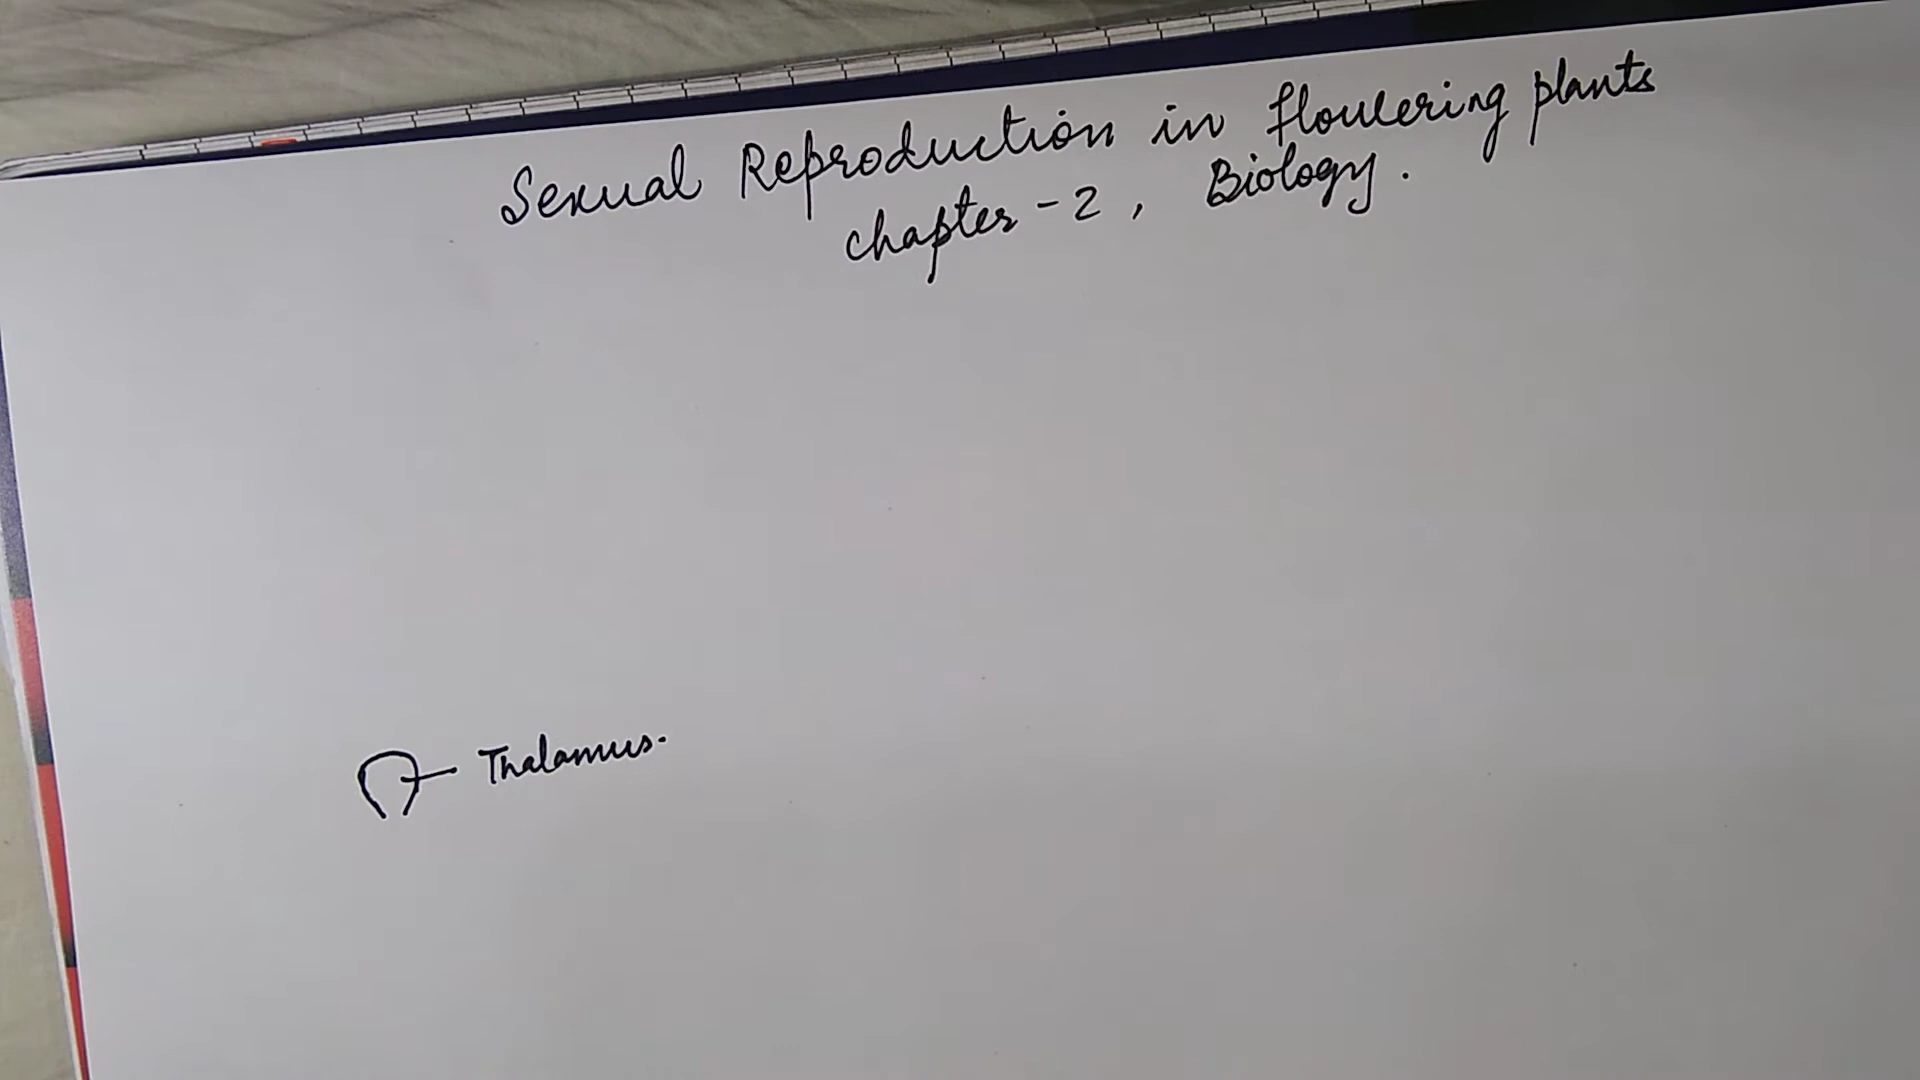 Sexual Reproduction in flowering plants
chapter - 2, Biology.
Thalamus.